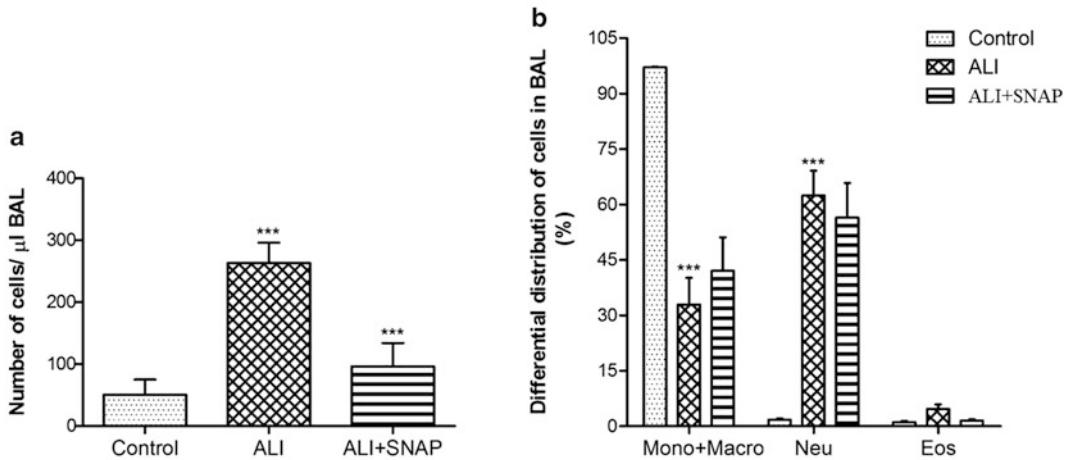 a
Number of cells/ μl BAL
400
300
200
100
0
***
***
Control ALI ALI+SNAP
b
Differential distribution of cells in BAL
(%)
105
90
75
60
45
30
15
0
***
***
Mono+Macro Neu Eos
Control
ALI
ALI+SNAP